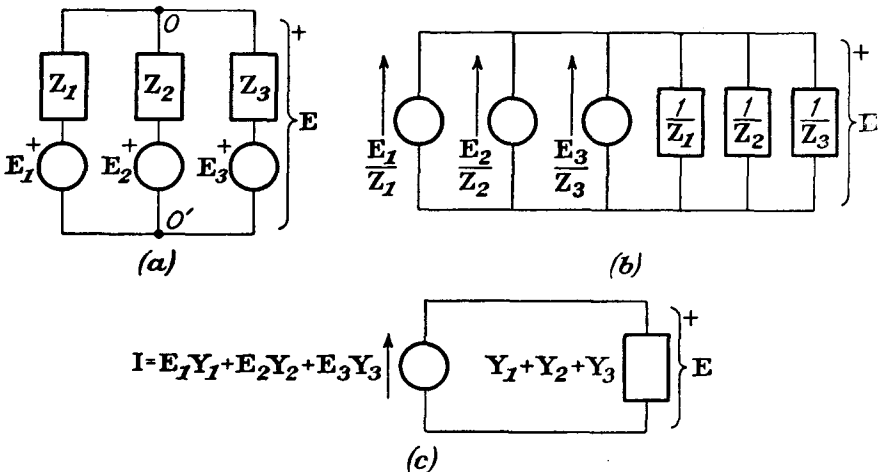 O
+
Z1
Z2
Z3
E
+
E1
+
E2
+
E3
O'
(a)
+
E1/Z1
E2/Z2
E3/Z3
1/Z1
1/Z2
1/Z3
E
(b)
+
I=E1Y1+E2Y2+E3Y3
Y1+Y2+Y3
E
(c)